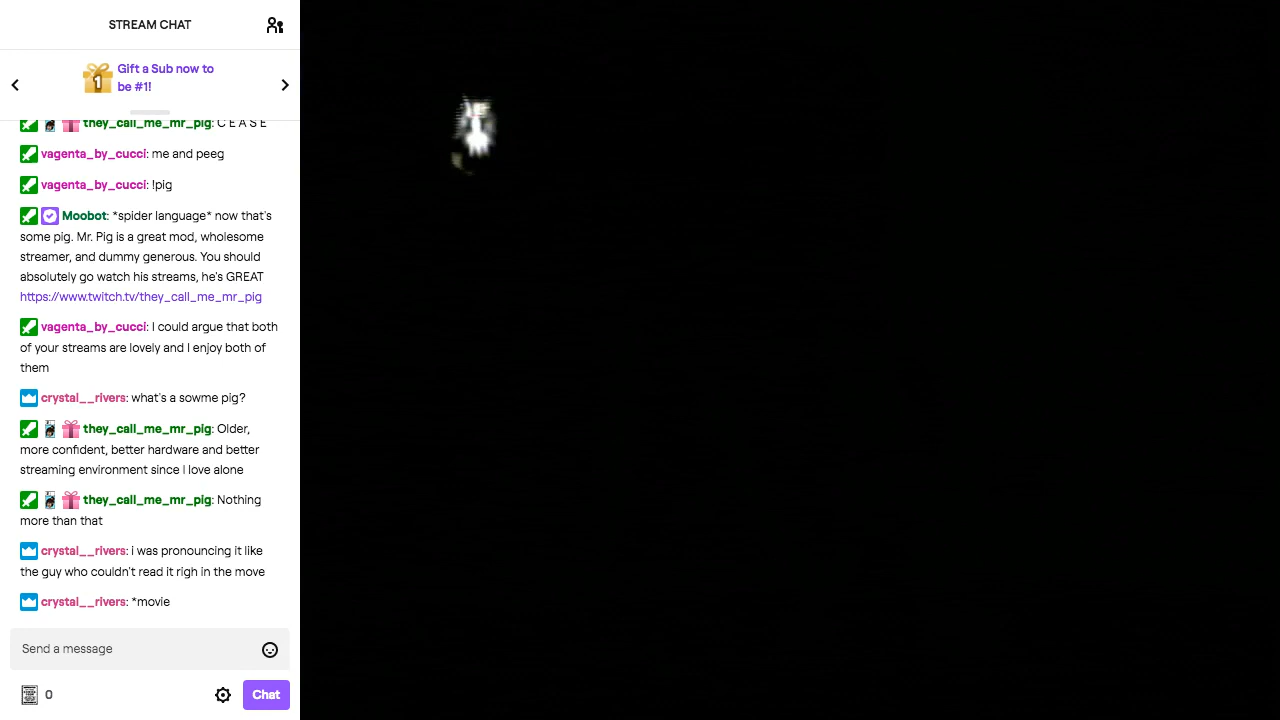 STREAM CHAT
Gift a Sub now to
be #1!
1
they_call_me_mr_pig: C E A S E
vagenta_by_cucci: me and peeg
vagenta_by_cucci: !pig
Moobot: *spider language* now that's
some pig. Mr. Pig is a great mod, wholesome
streamer, and dummy generous. You should
absolutely go watch his streams, he's GREAT
https://www.twitch.tv/they_call_me_mr_pig
vagenta_by_cucci: I could argue that both
of your streams are lovely and I enjoy both of
them
crystal__rivers: what's a sowme pig?
they_call_me_mr_pig: Older,
more confident, better hardware and better
streaming environment since I love alone
they_call_me_mr_pig: Nothing
more than that
crystal__rivers: i was pronouncing it like
the guy who couldn't read it righ in the move
crystal__rivers: *movie
Send a message
0
Chat